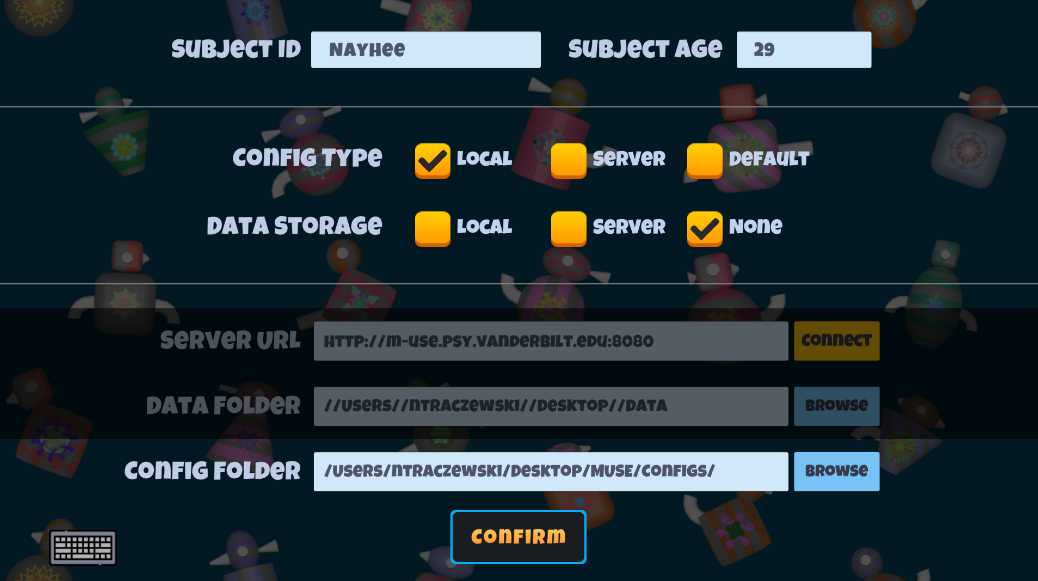 Subject ID Nayhee Subject Age 29
Config Type Local Server Default
Data Storage Local Server None
Server URL http://m-use.psy.vanderbilt.edu:8080 Connect
Data Folder //Users//ntraczewski//Desktop//Data Browse
Config Folder /Users/ntraczewski/Desktop/MUSE/Configs/ Browse
Confirm